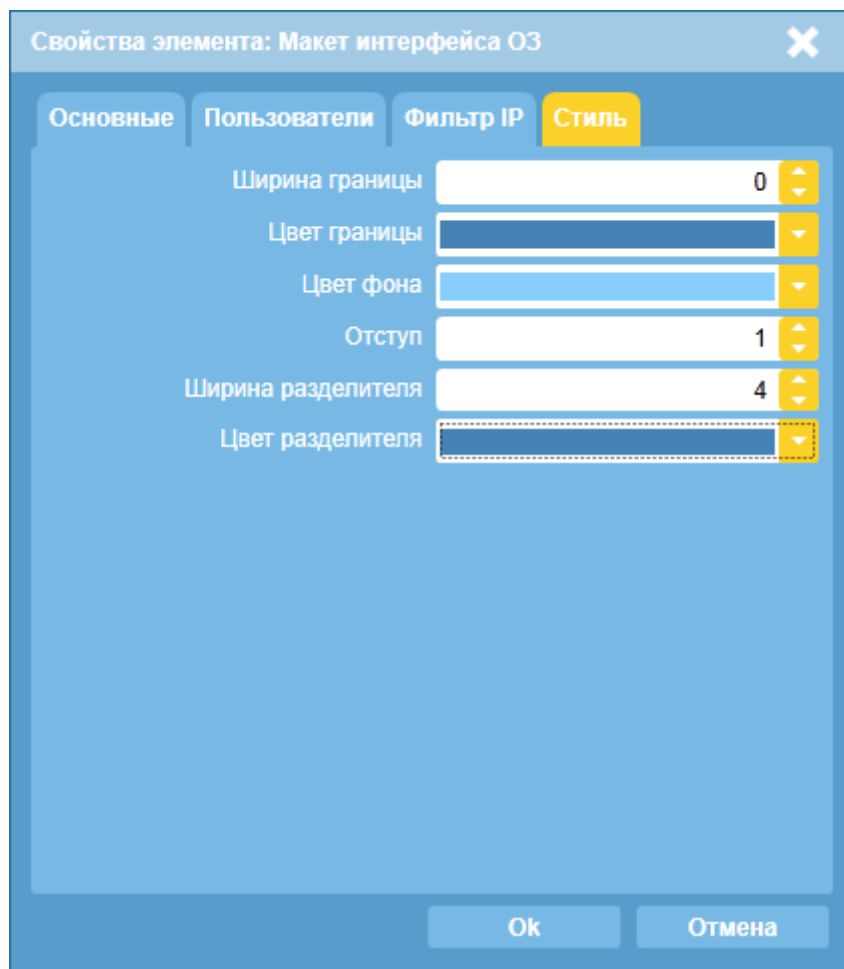 Свойства элемента: Макет интерфейса ОЗ
Основные Пользователи Фильтр IP Стиль
Ширина границы 0
Цвет границы
Цвет фона
Отступ 1
Ширина разделителя 4
Цвет разделителя
Ok Отмена